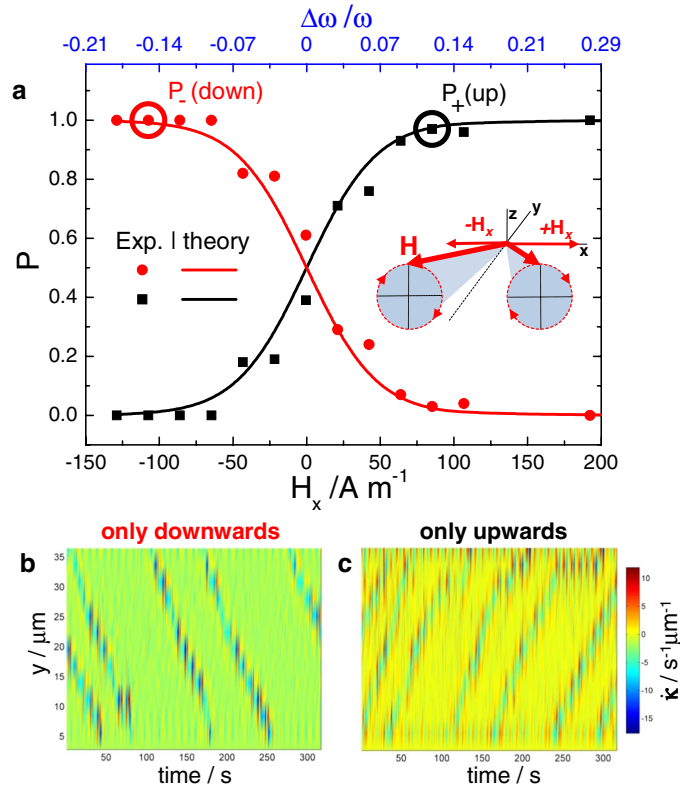 Δω/ω
-0.21 -0.14 -0.07 0 0.07 0.14 0.21 0.29
a
P_ (down)
P+(up)
1.0
0.8
0.6
0.4
0.2
0.0
P
Exp. | theory
z
y
-Hx
+Hx
H
x
-150 -100 -50 0 50 100 150 200
Hx /A m⁻¹
only downwards
only upwards
b
c
35
30
25
20
15
10
5
y / μm
50 100 150 200 250 300
time / s
50 100 150 200 250 300
time / s
10
5
0
-5
-10
-15
κ̇ / s⁻¹μm⁻¹